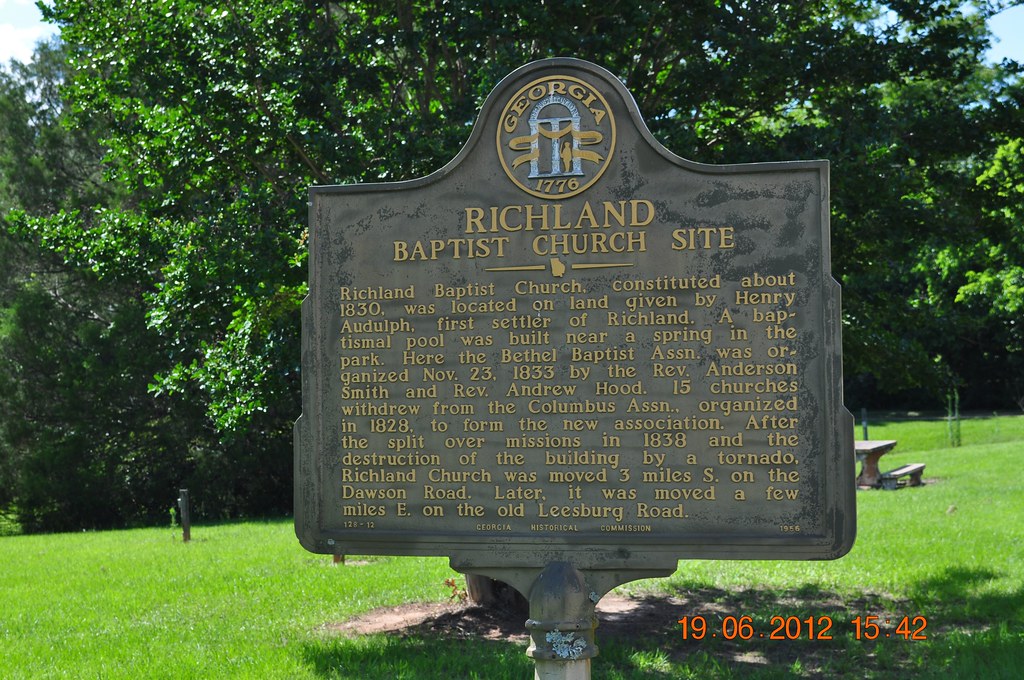 GEORGIA
1776
RICHLAND
BAPTIST CHURCH SITE
Richland Baptist Church, constituted about
1830, was located on land given by Henry
Audulph, first settler of Richland. A bap-
tismal pool was built near a spring in the
park. Here the Bethel Baptist Assn. was or-
ganized Nov. 23, 1833 by the Rev. Anderson
Smith and Rev. Andrew Hood. 15 churches
withdrew from the Columbus Assn., organized
in 1828, to form the new association. After
the split over missions in 1838 and the
destruction of the building by a tornado,
Richland Church was moved 3 miles S. on the
Dawson Road. Later, it was moved a few
miles E. on the old Leesburg Road.
128-12 GEORGIA HISTORICAL COMMISSION 1956
19.06.2012 15:42